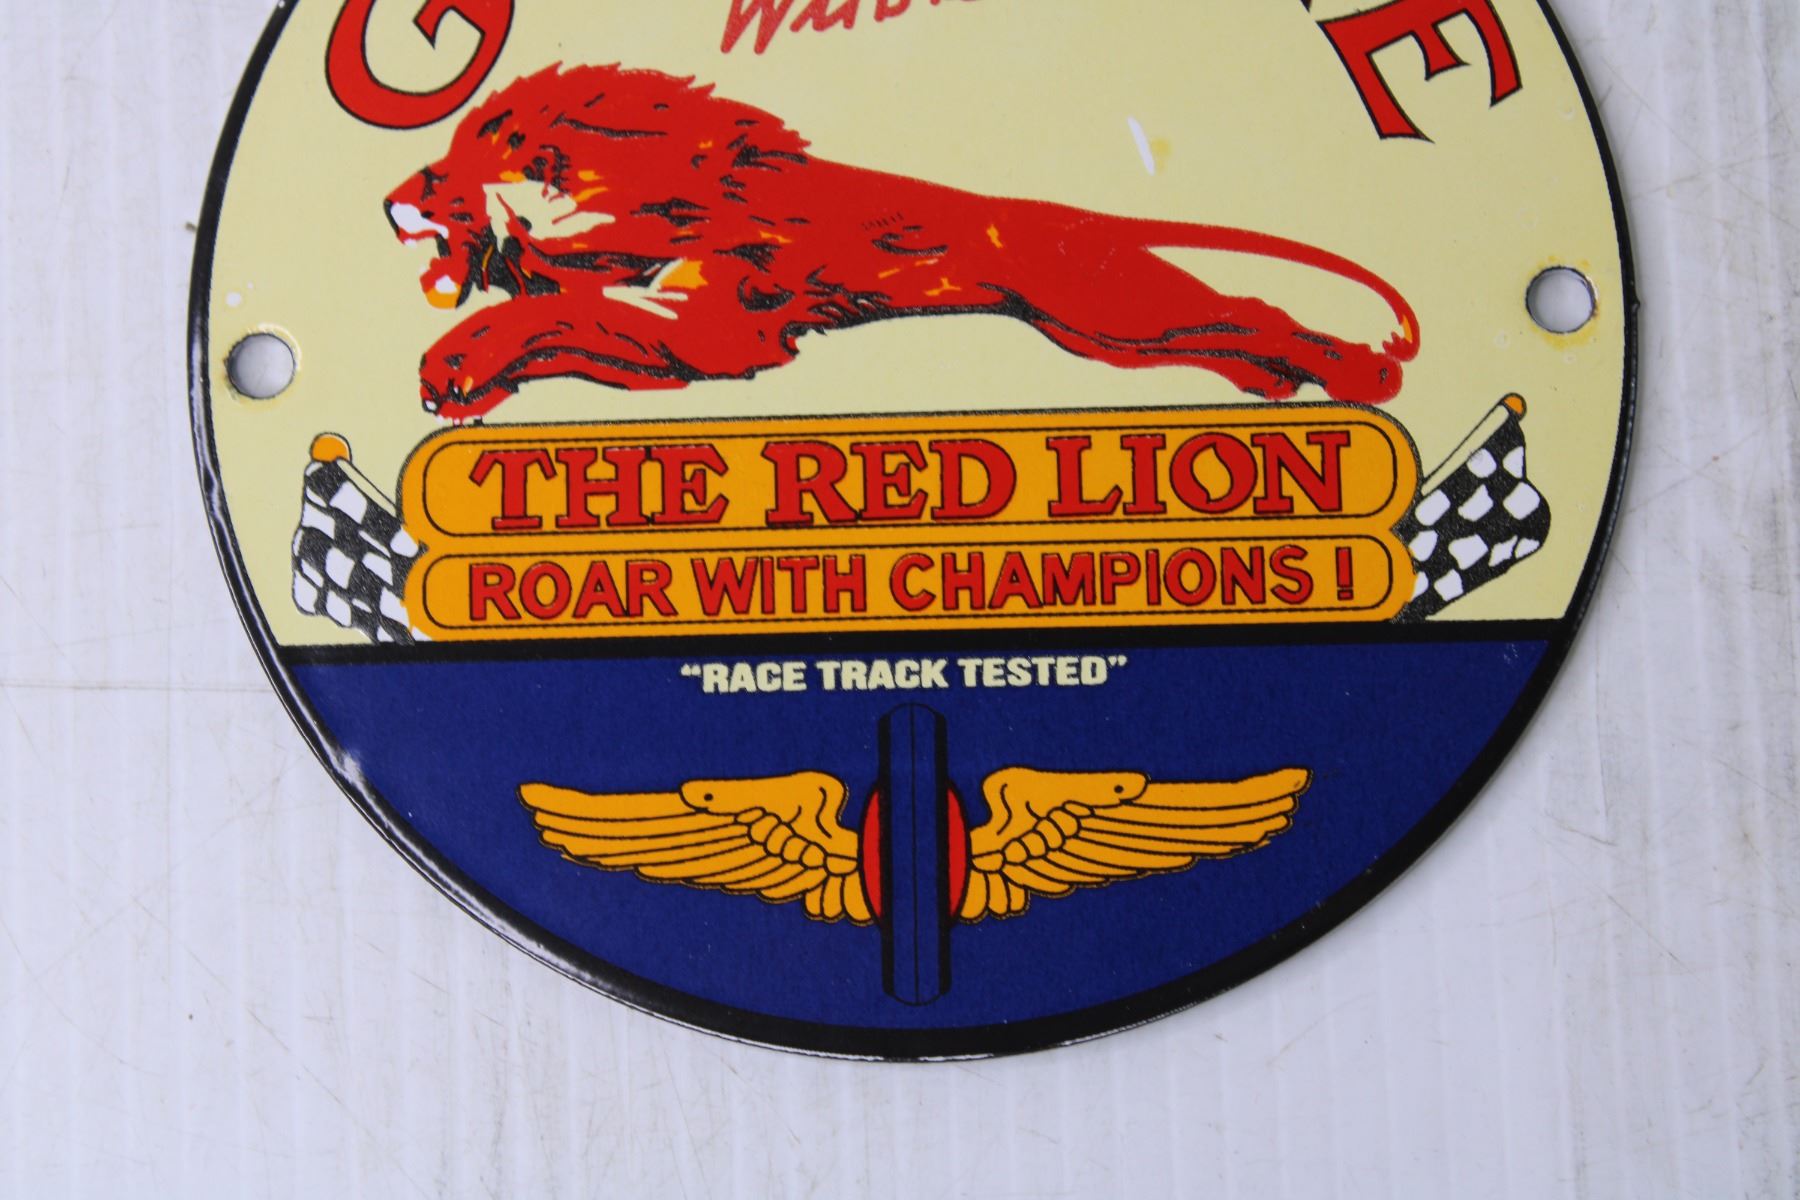 THE RED LION
ROAR WITH CHAMPIONS!
"RACE TRACK TESTED"